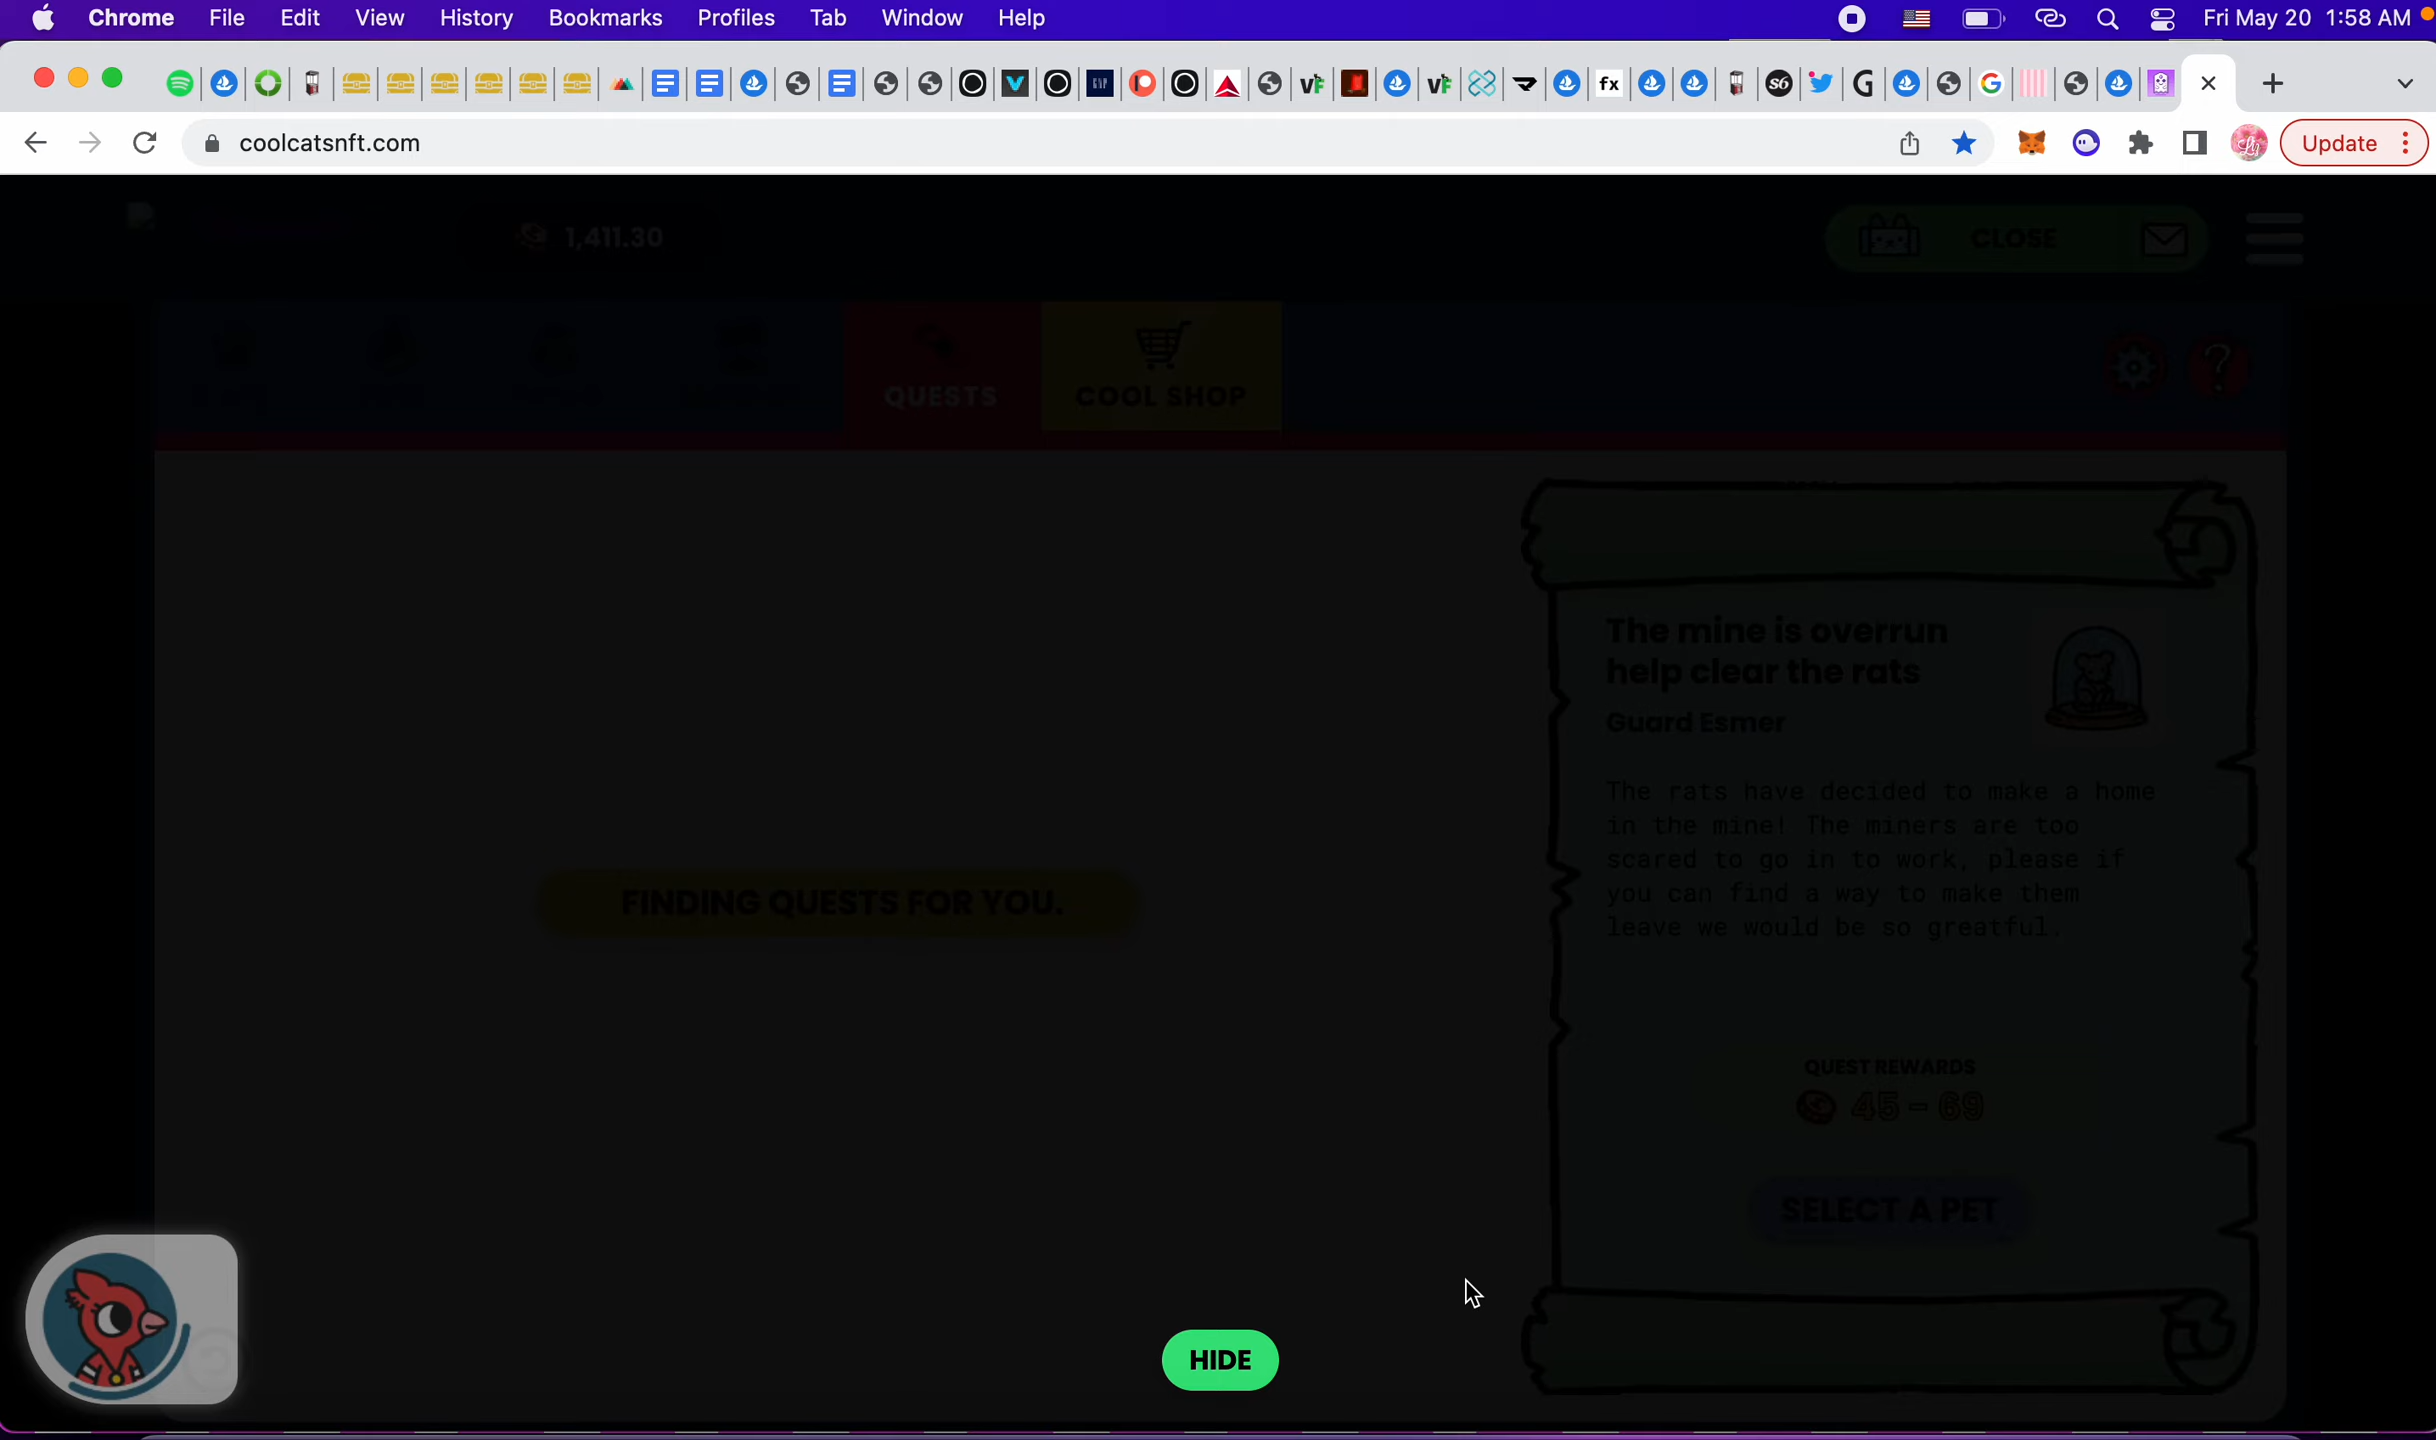 Chrome File Edit View History Bookmarks Profiles Tab Window Help Fri May 20 1:58 AM
fx S6 G
coolcatsnft.com Update
1,411.30 CLOSE
QUESTS COOL SHOP ?
The mine is overrun
help clear the rats
Guard Esmer
The rats have decided to make a home
in the mine! The miners are too
scared to go in to work, please if
you can find a way to make them
leave we would be so greatful.
FINDING QUESTS FOR YOU.
QUEST REWARDS
45 – 69
SELECT A PET
HIDE